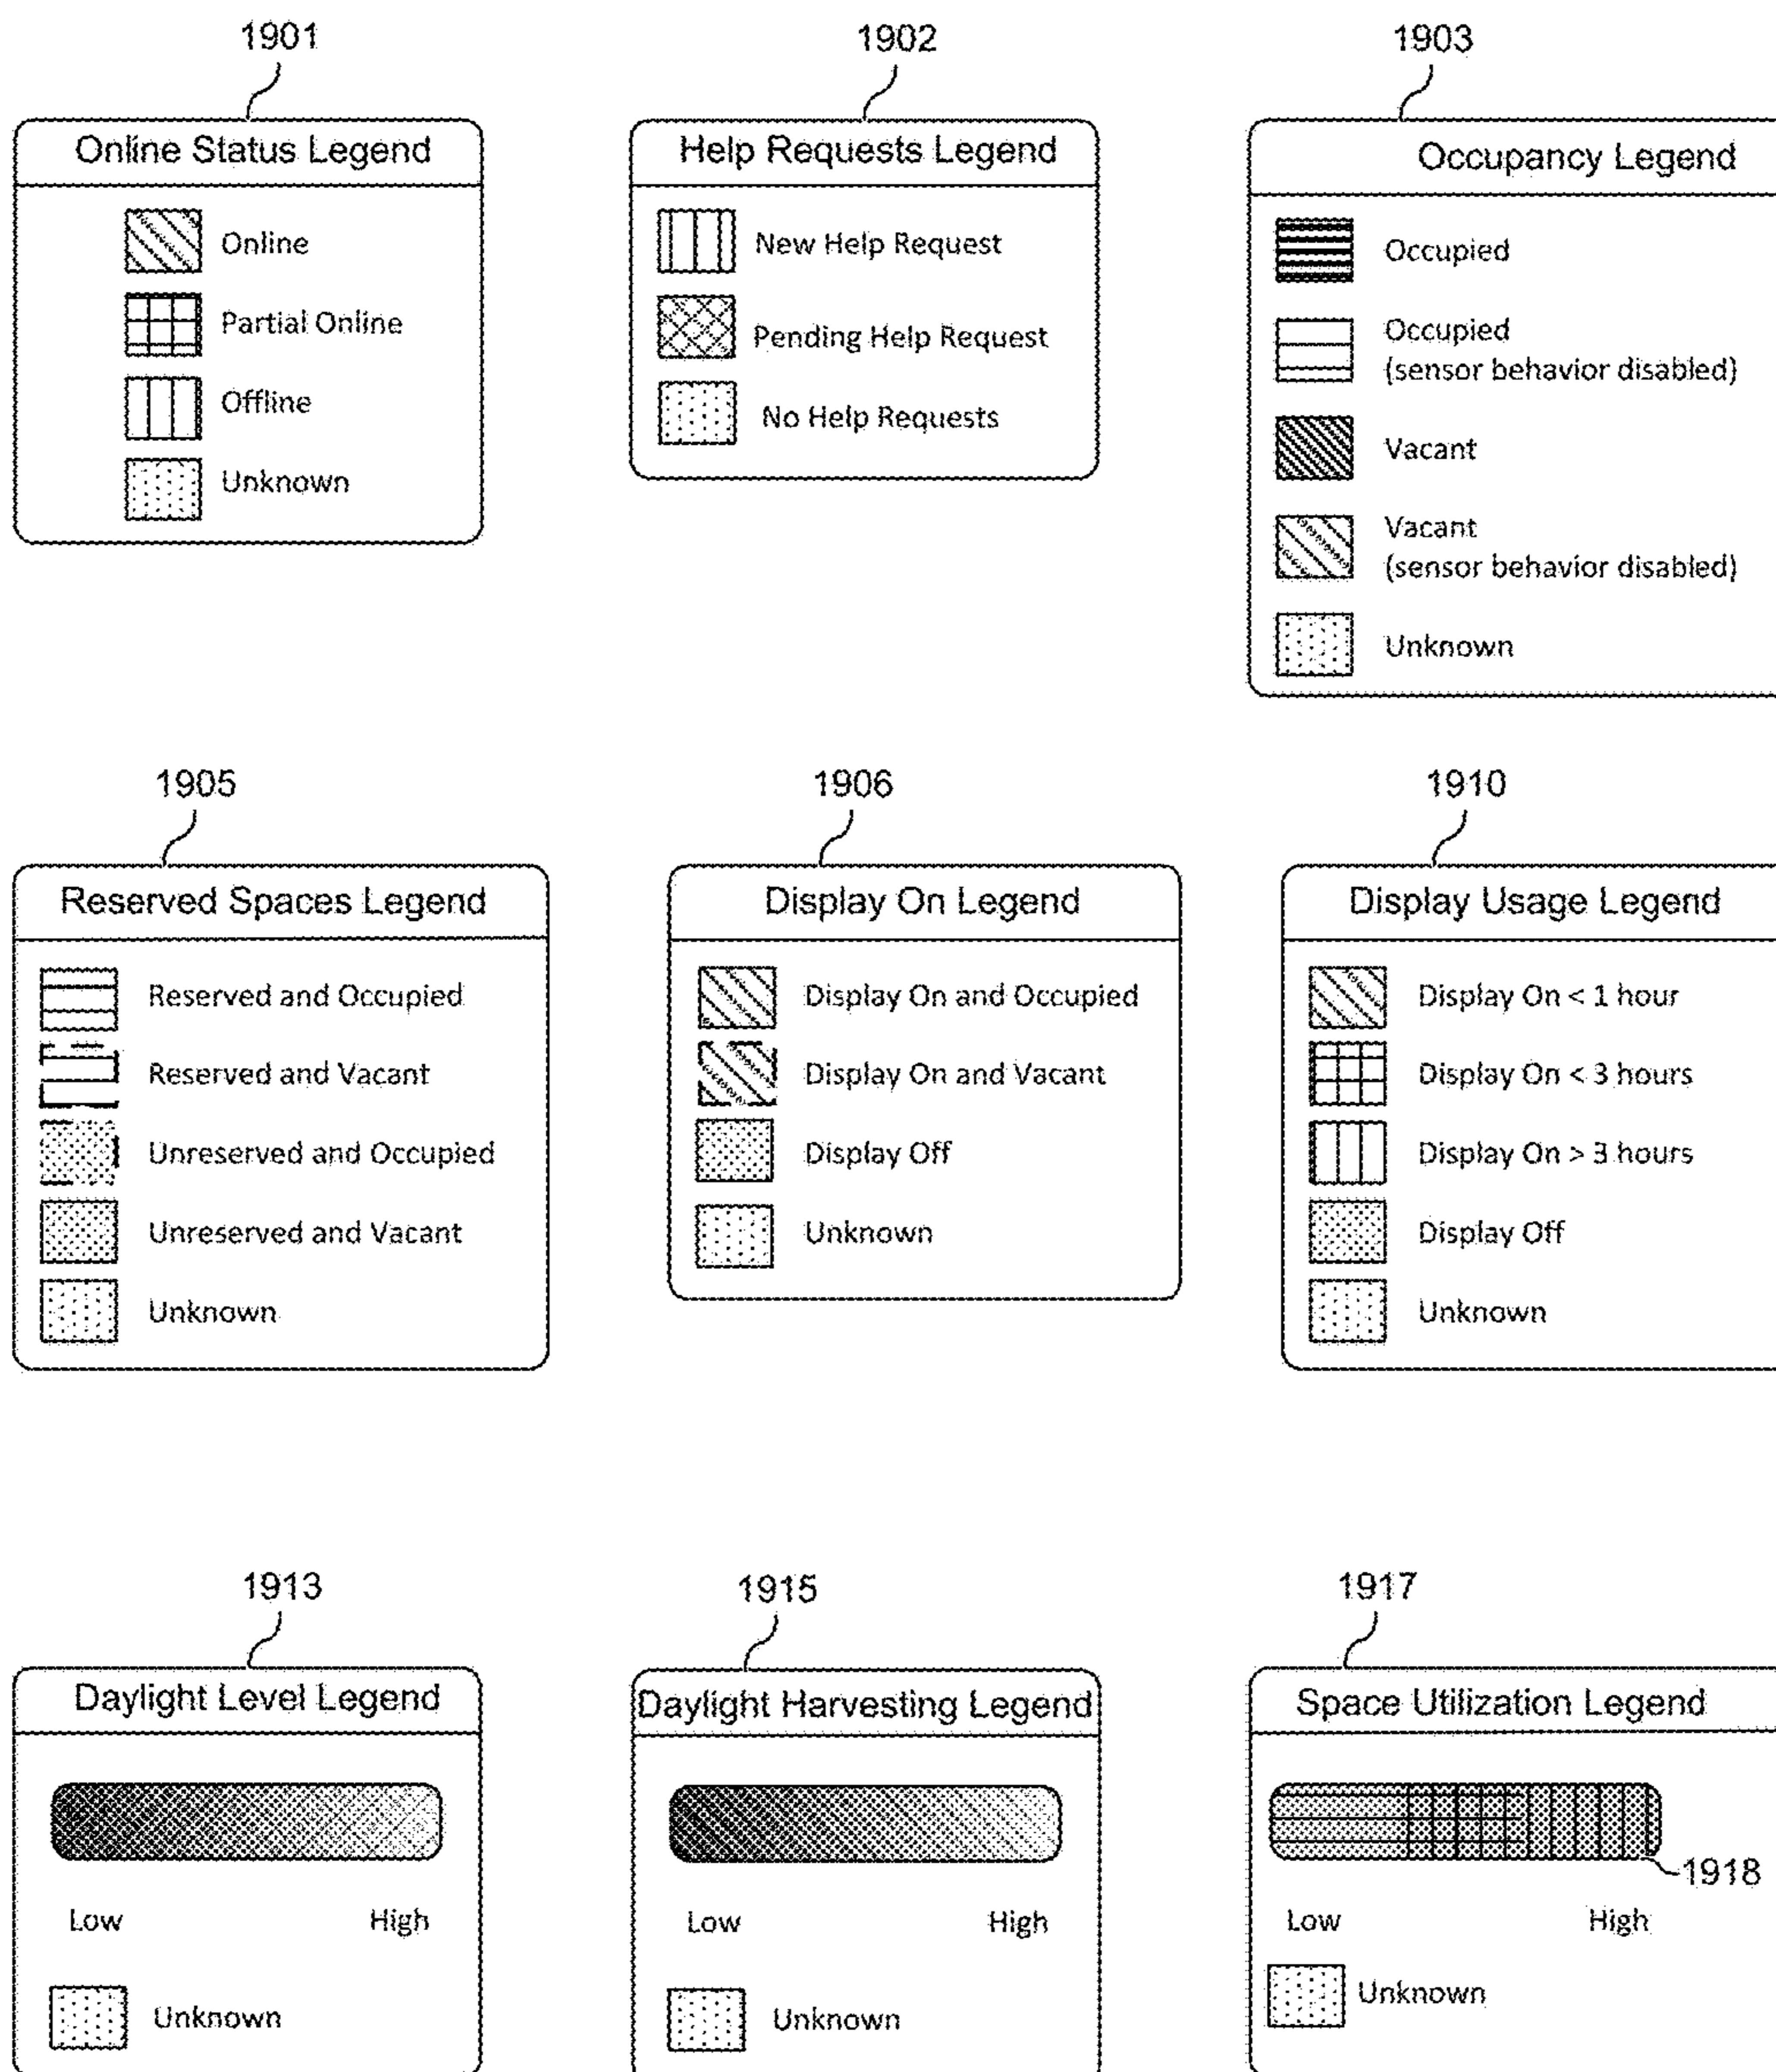 1901
Online Status Legend
Online
Partial Online
Offline
Unknown
1902
Help Requests Legend
New Help Request
Pending Help Request
No Help Requests
1903
Occupancy Legend
Occupied
Occupied
(sensor behavior disabled)
Vacant
Vacant
(sensor behavior disabled)
Unknown
1905
Reserved Spaces Legend
Reserved and Occupied
Reserved and Vacant
Unreserved and Occupied
Unreserved and Vacant
Unknown
1906
Display On Legend
Display On and Occupied
Display On and Vacant
Display Off
Unknown
1910
Display Usage Legend
Display On < 1 hour
Display On < 3 hours
Display On > 3 hours
Display Off
Unknown
1913
Daylight Level Legend
Low High
Unknown
1915
Daylight Harvesting Legend
Low High
Unknown
1917
Space Utilization Legend
1918
Low High
Unknown